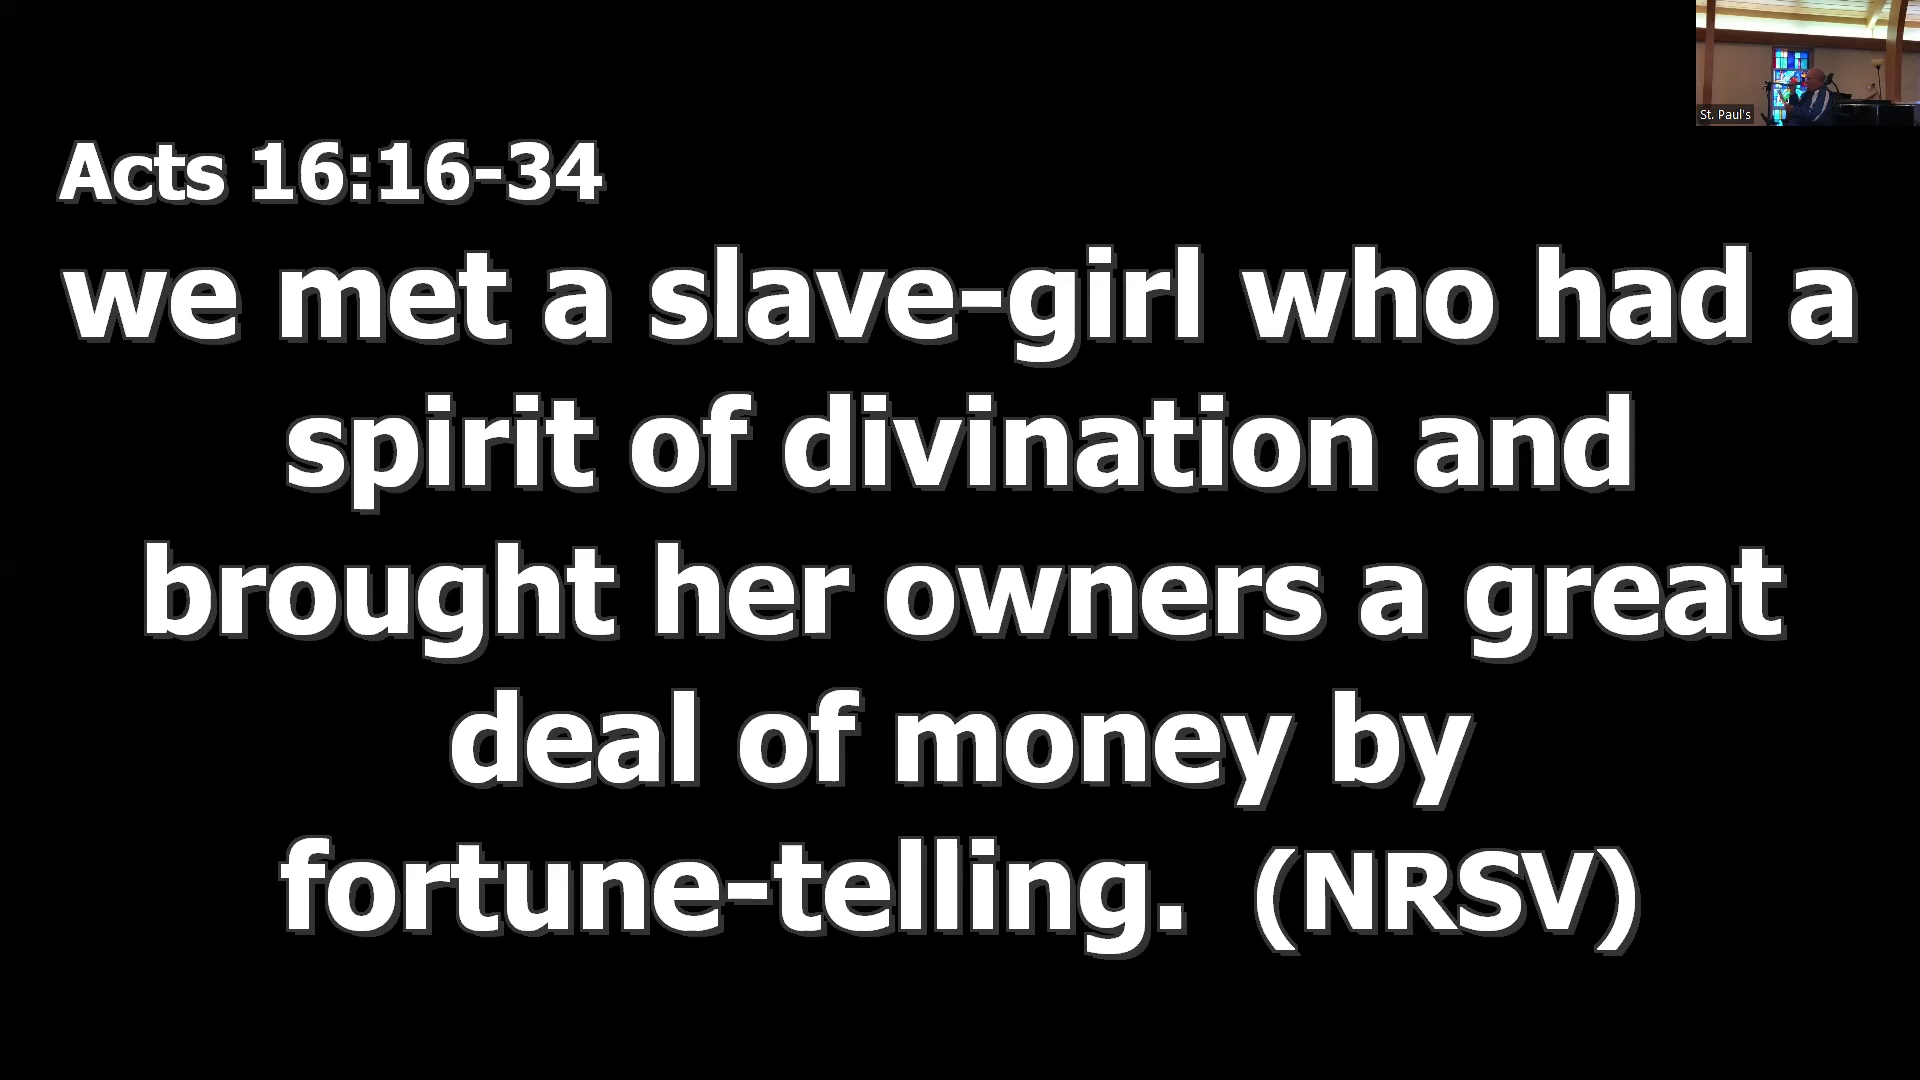 St. Paul's
Acts 16:16-34
we met a slave-girl who had a
spirit of divination and
brought her owners a great
deal of money by
fortune-telling. (NRSV)